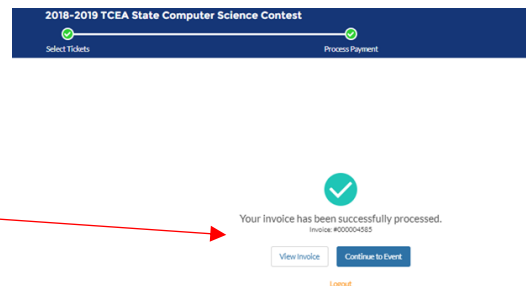 2018-2019 TCEA State Computer Science Contest
Select Tickets Process Payment
Your invoice has been successfully processed.
Invoice: #000004585
View Invoice Continue to Event
Logout